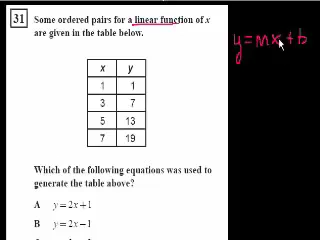 31 Some ordered pairs for a linear function of x
are given in the table below.
y=mx+b
x y
1 1
3 7
5 13
7 19
Which of the following equations was used to
generate the table above?
A y=2x+1
B y=2x−1